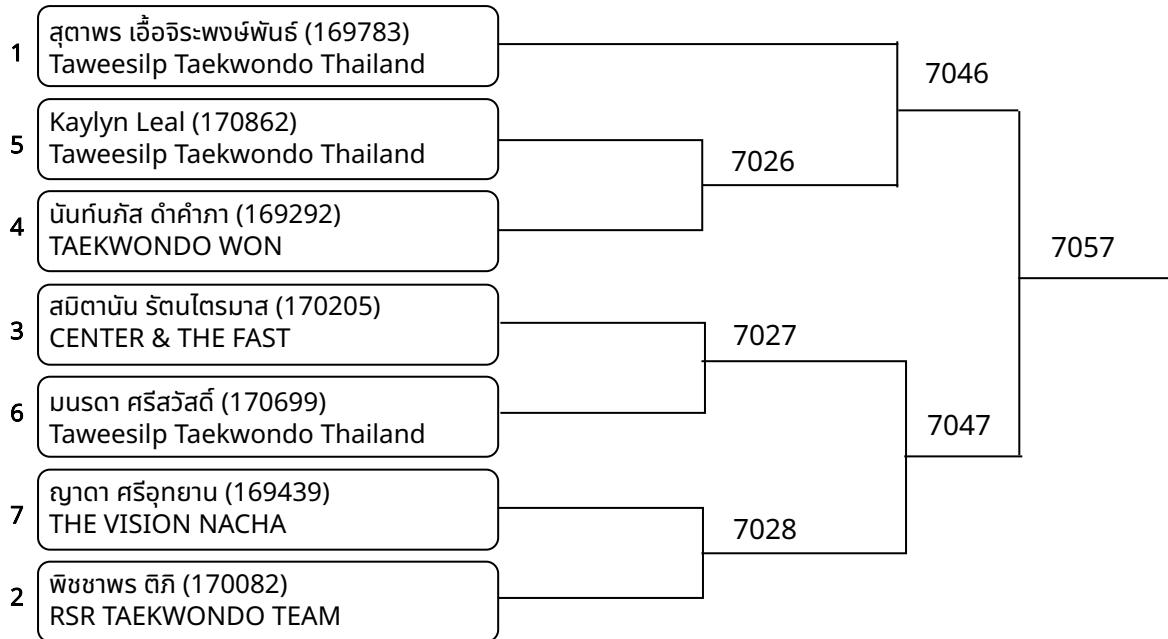 1
สุตาพร เอื้อจิระพงษ์พันธ์ (169783)
Taweesilp Taekwondo Thailand
7046
5
Kaylyn Leal (170862)
Taweesilp Taekwondo Thailand
7026
4
นันท์นภัส ดำคำภา (169292)
TAEKWONDO WON
7057
3
สมิตานัน รัตนไตรมาส (170205)
CENTER & THE FAST
7027
6
มนรดา ศรีสวัสดิ์ (170699)
Taweesilp Taekwondo Thailand
7047
7
ญาดา ศรีอุทยาน (169439)
THE VISION NACHA
7028
2
พิชชาพร ติภิ (170082)
RSR TAEKWONDO TEAM